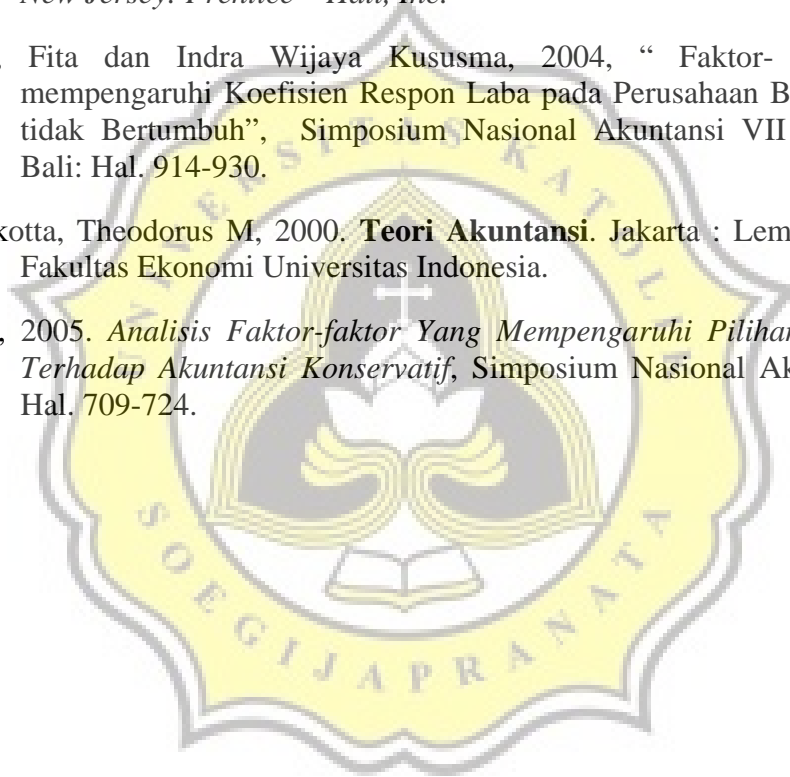 New Jersey: Prentice – Hall, Inc.
, Fita dan Indra Wijaya Kususma, 2004, “ Faktor-
mempengaruhi Koefisien Respon Laba pada Perusahaan B
tidak Bertumbuh”, Simposium Nasional Akuntansi VII
Bali: Hal. 914-930.
kotta, Theodorus M, 2000. Teori Akuntansi. Jakarta : Lem
Fakultas Ekonomi Universitas Indonesia.
, 2005. Analisis Faktor-faktor Yang Mempengaruhi Pilihan
Terhadap Akuntansi Konservatif, Simposium Nasional Ak
Hal. 709-724.
UNIVERSITAS KATOLIK
SOEGIJAPRANATA